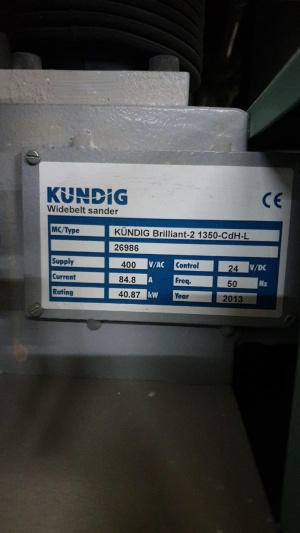 KÜNDIG
Widebelt sander
CE
MC/Type KÜNDIG Brilliant-2 1350-CdH-L
26986
Supply 400 V/AC Control 24 V/DC
Current 84.8 A Freq. 50 Hz
Rating 40.87 kW Year 2013